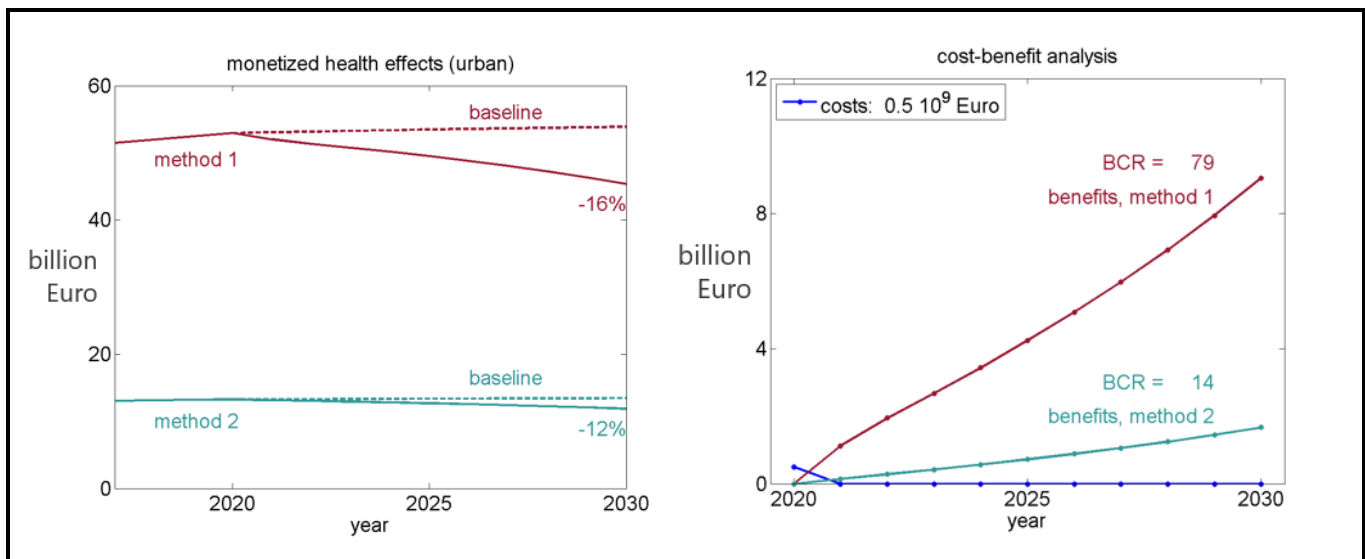 monetized health effects (urban)
60
40
20
0
billion
Euro
baseline
method 1
-16%
baseline
method 2
-12%
2020
2025
2030
year
cost-benefit analysis
12
8
4
0
billion
Euro
costs: 0.5 10^9 Euro
BCR = 79
benefits, method 1
BCR = 14
benefits, method 2
2020
2025
2030
year